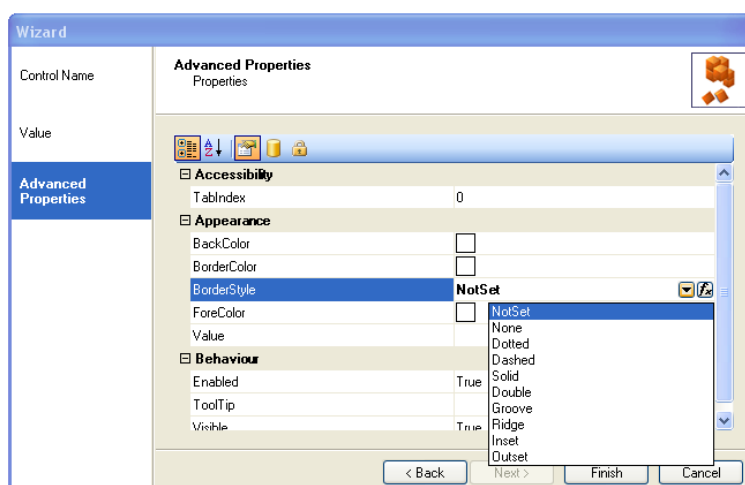 Wizard
Control Name
Value
Advanced
Properties
Advanced Properties
Properties
A
Z
Accessibility
TabIndex 0
Appearance
BackColor
BorderColor
BorderStyle NotSet fx
ForeColor
Value
Behaviour
Enabled True
ToolTip
Visible True
NotSet
None
Dotted
Dashed
Solid
Double
Groove
Ridge
Inset
Outset
< Back Next > Finish Cancel